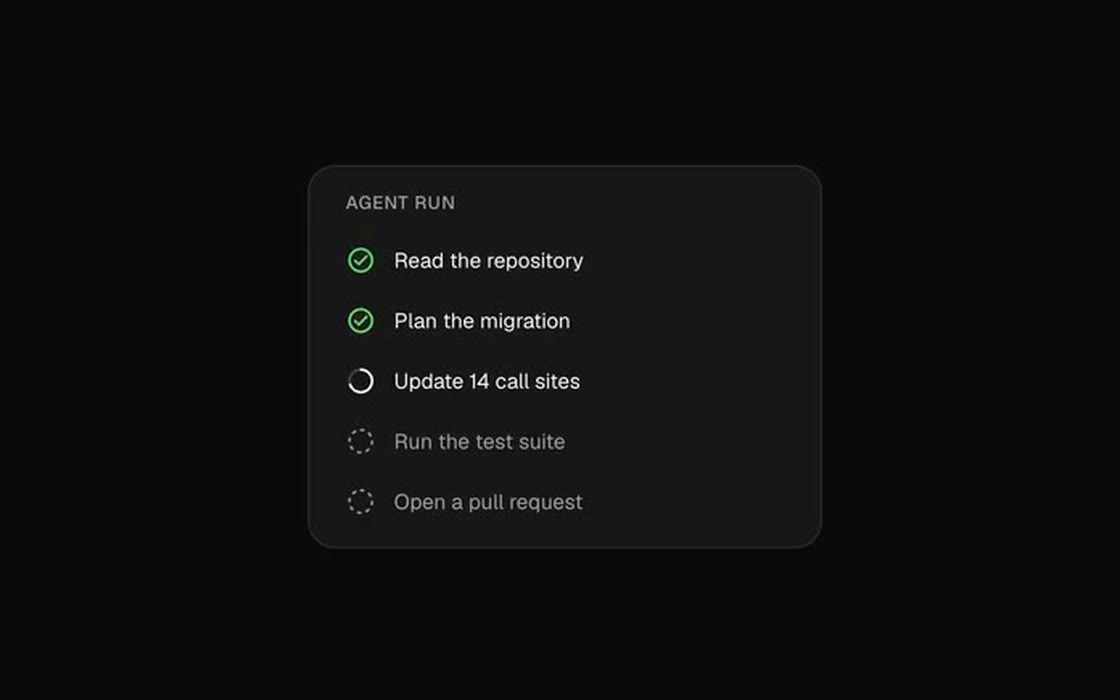 AGENT RUN
Read the repository
Plan the migration
Update 14 call sites
Run the test suite
Open a pull request